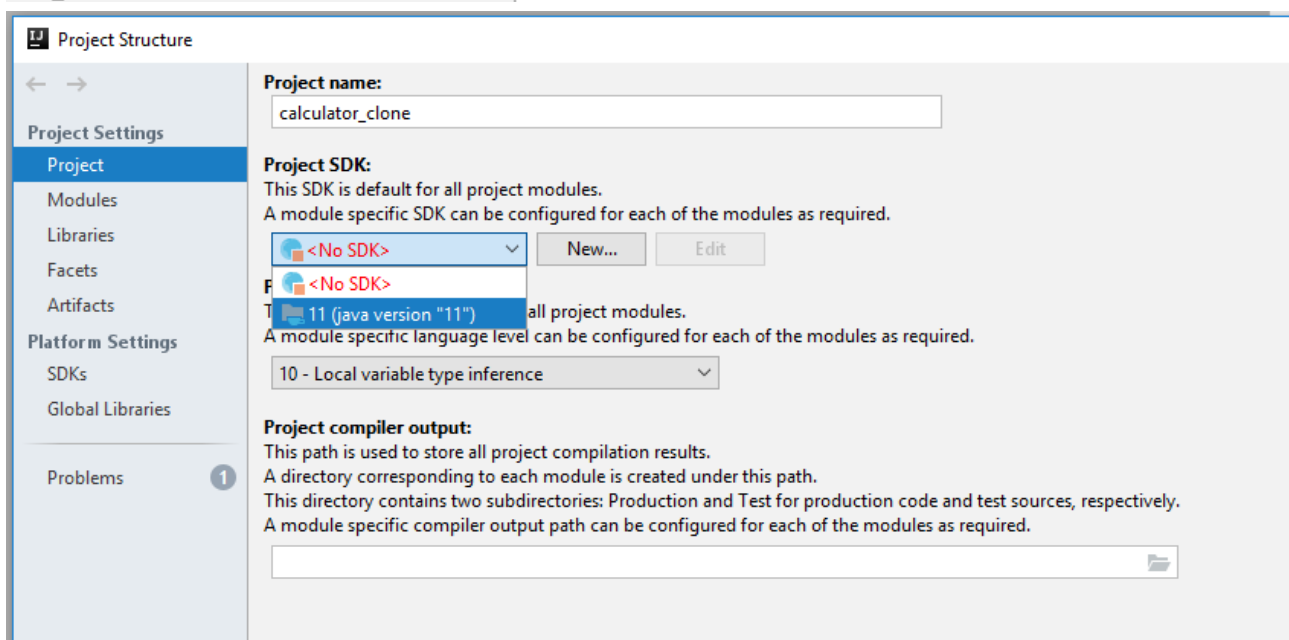 Project Structure
Project Settings
Project
Modules
Libraries
Facets
Artifacts
Platform Settings
SDKs
Global Libraries
Problems
1
Project name:
calculator_clone
Project SDK:
This SDK is default for all project modules.
A module specific SDK can be configured for each of the modules as required.
<No SDK>
New...
Edit
<No SDK>
11 (java version "11")
all project modules.
A module specific language level can be configured for each of the modules as required.
10 - Local variable type inference
Project compiler output:
This path is used to store all project compilation results.
A directory corresponding to each module is created under this path.
This directory contains two subdirectories: Production and Test for production code and test sources, respectively.
A module specific compiler output path can be configured for each of the modules as required.